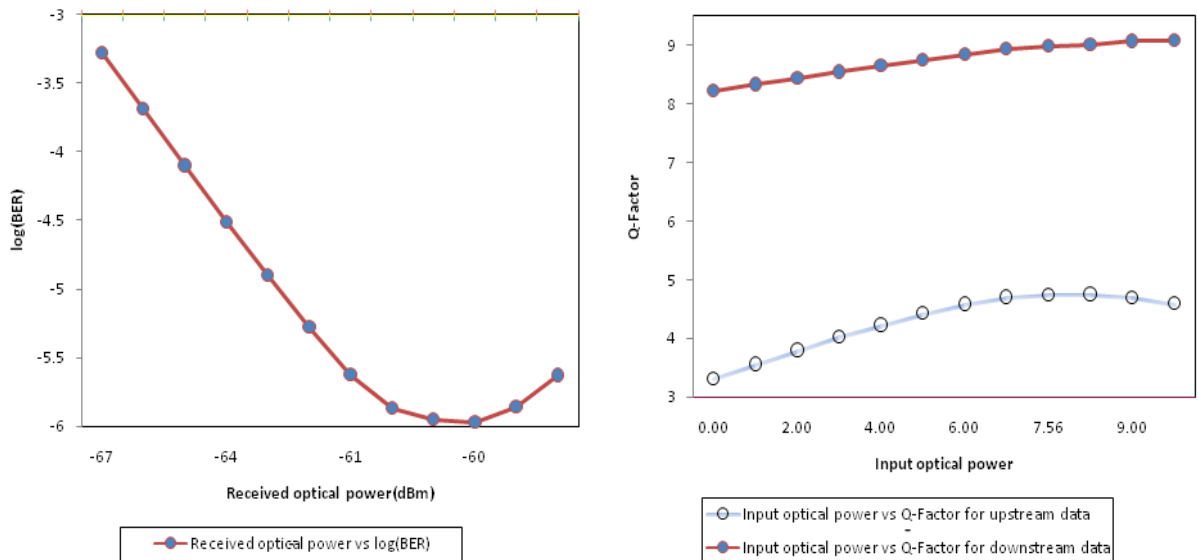 -3
-3.5
-4
-4.5
-5
-5.5
-6
log(BER)
-67 -64 -61 -60
Received optical power(dBm)
Received optical power vs log(BER)
9
8
7
6
5
4
3
Q-Factor
0.00 2.00 4.00 6.00 7.56 9.00
Input optical power
Input optical power vs Q-Factor for upstream data
Input optical power vs Q-Factor for downstream data